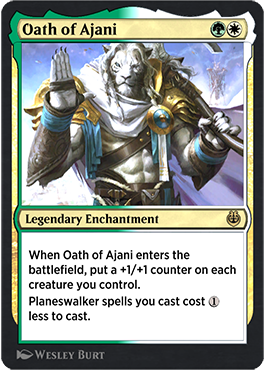 Oath of Ajani
Legendary Enchantment
When Oath of Ajani enters the
battlefield, put a +1/+1 counter on each
creature you control.
Planeswalker spells you cast cost 1
less to cast.
Wesley Burt